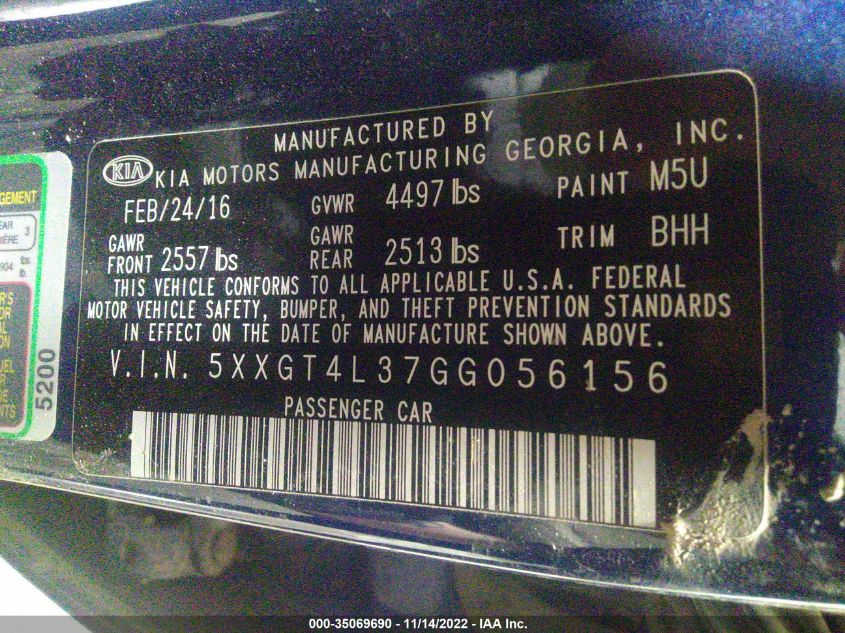 MANUFACTURED BY
KIA KIA MOTORS MANUFACTURING GEORGIA, INC.
FEB/24/16 GVWR 4497 lbs PAINT M5U
GAWR FRONT 2557 lbs GAWR REAR 2513 lbs TRIM BHH
THIS VEHICLE CONFORMS TO ALL APPLICABLE U.S.A. FEDERAL
MOTOR VEHICLE SAFETY, BUMPER, AND THEFT PREVENTION STANDARDS
IN EFFECT ON THE DATE OF MANUFACTURE SHOWN ABOVE.
V.I.N. 5XXGT4L37GG056156
PASSENGER CAR
5200
000-35069690 - 11/14/2022 - IAA Inc.